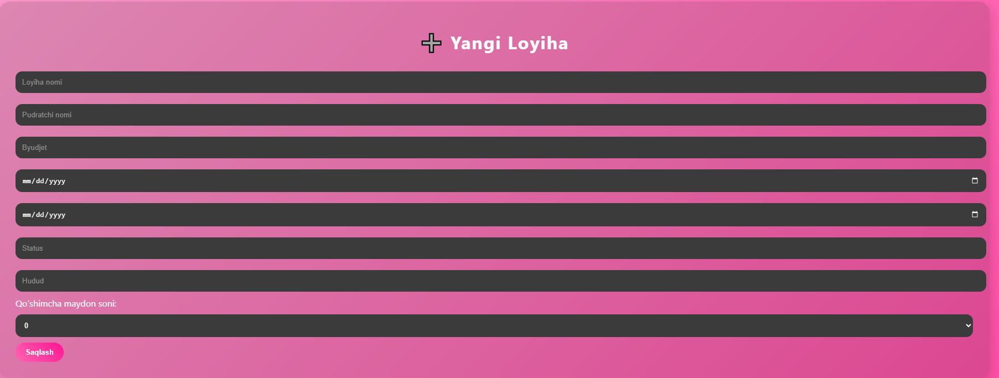 ➕ Yangi Loyiha
Loyiha nomi
Pudratchi nomi
Byudjet
mm/dd/yyyy
mm/dd/yyyy
Status
Hudud
Qo‘shimcha maydon soni:
0
Saqlash